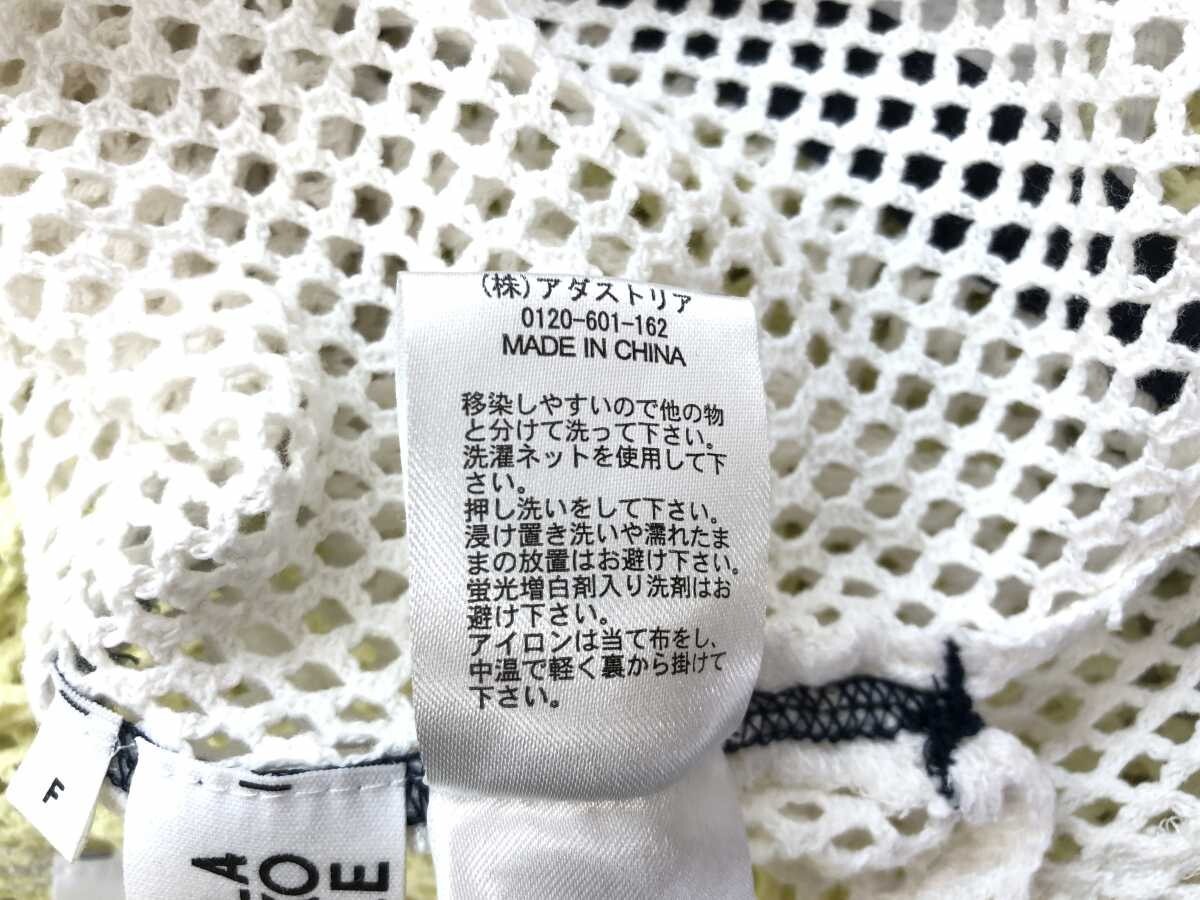 (株)アダストリア
0120-601-162
MADE IN CHINA
移染しやすいので他の物
と分けて洗って下さい。
洗濯ネットを使用して下
さい。
押し洗いをして下さい。
浸け置き洗いや濡れたま
まの放置はお避け下さい。
蛍光増白剤入り洗剤はお
避け下さい。
アイロンは当て布をし、
中温で軽く裏から掛けて
下さい。
F